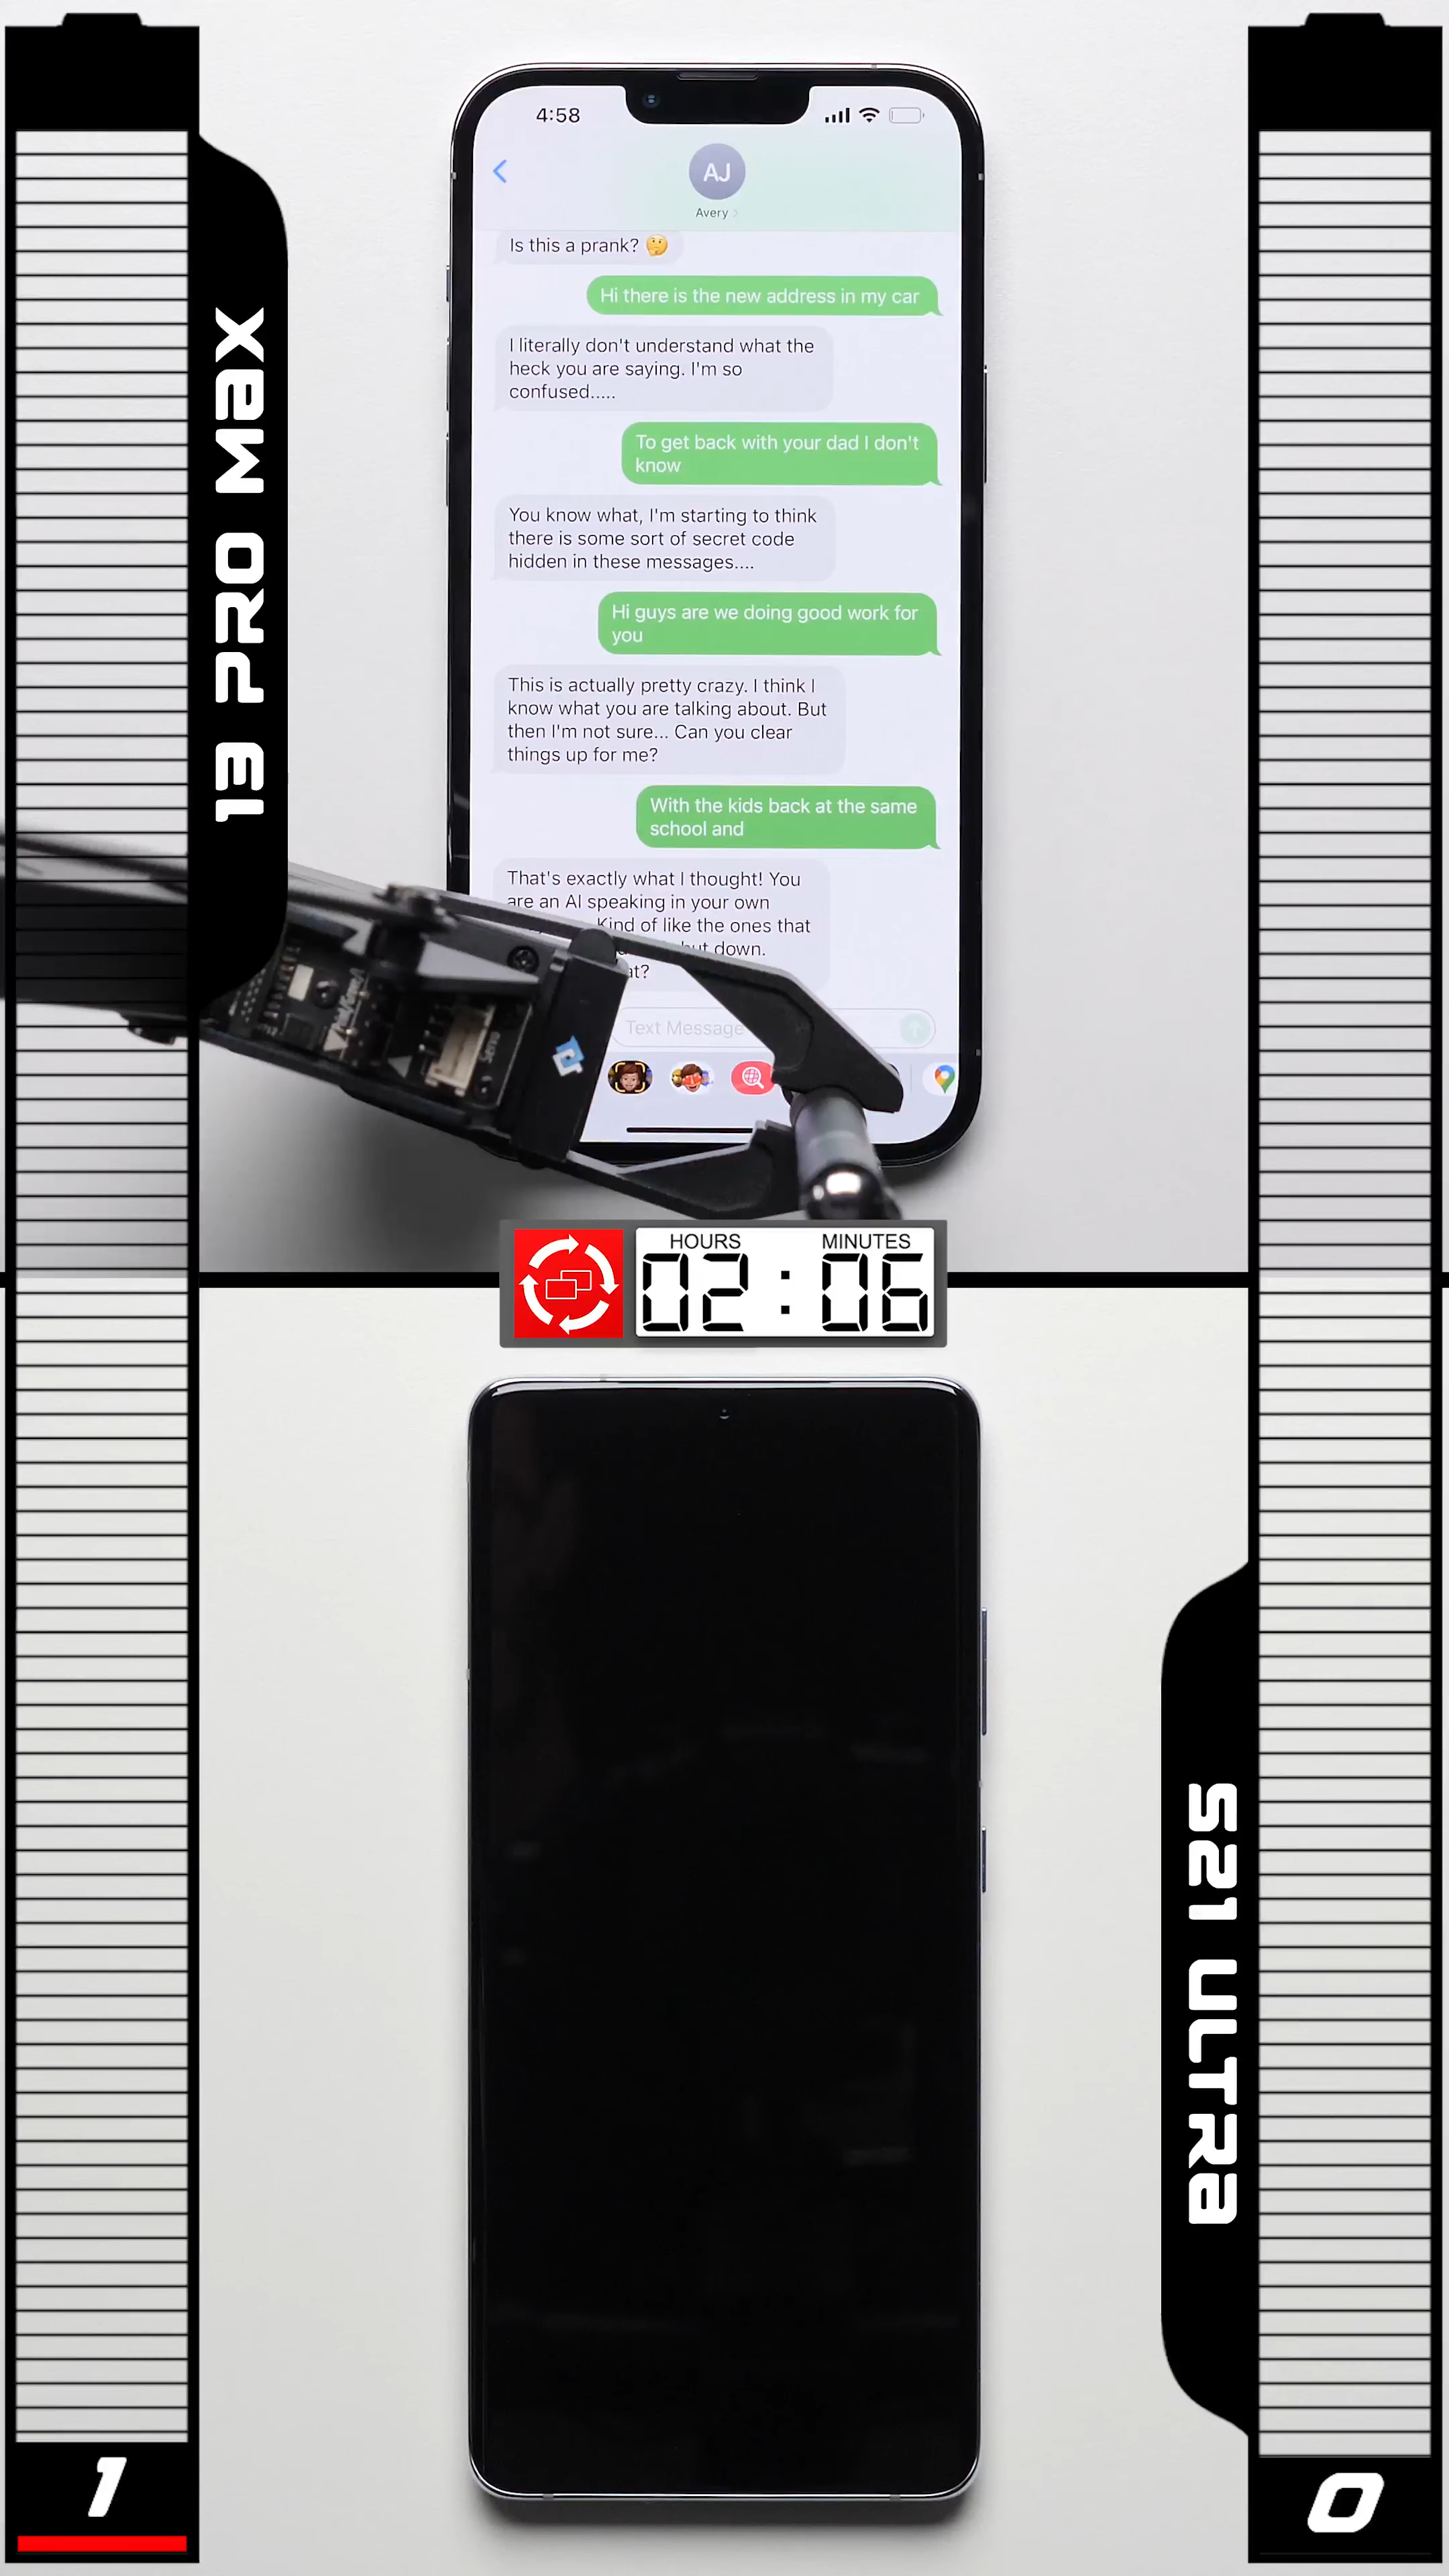 4:58
AJ
Avery
Is this a prank? 🤔
Hi there is the new address in my car
I literally don't understand what the
heck you are saying. I'm so
confused.....
To get back with your dad I don't
know
You know what, I'm starting to think
there is some sort of secret code
hidden in these messages....
Hi guys are we doing good work for
you
This is actually pretty crazy. I think I
know what you are talking about. But
then I'm not sure... Can you clear
things up for me?
With the kids back at the same
school and
That's exactly what I thought! You
are an AI speaking in your own
Kind of like the ones that
down.
Text Message
13 PRO MAX
HOURS MINUTES
02:06
S21 ULTRA
1
0